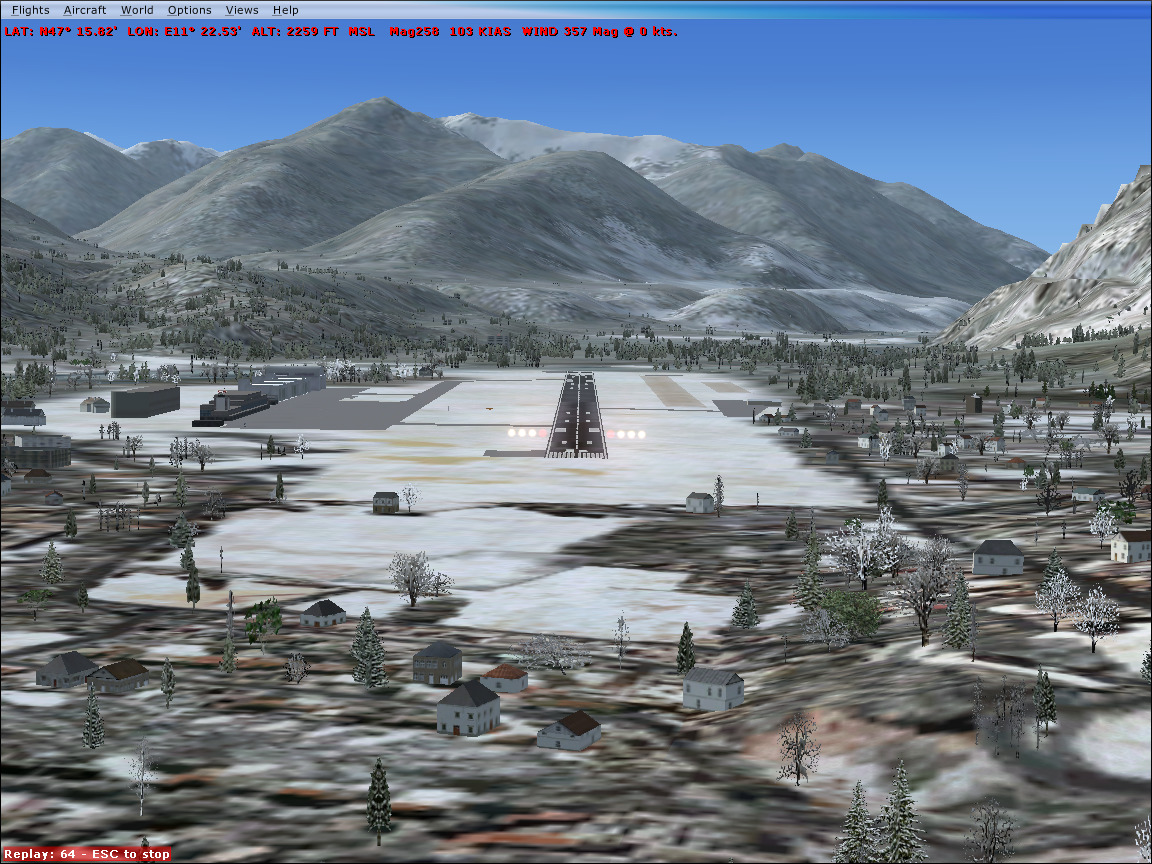 Flights Aircraft World Options Views Help
LAT: N47° 15.82' LON: E11° 22.53' ALT: 2259 FT MSL Mag258 103 KIAS WIND 357 Mag @ 0 kts.
Replay: 64 - ESC to stop